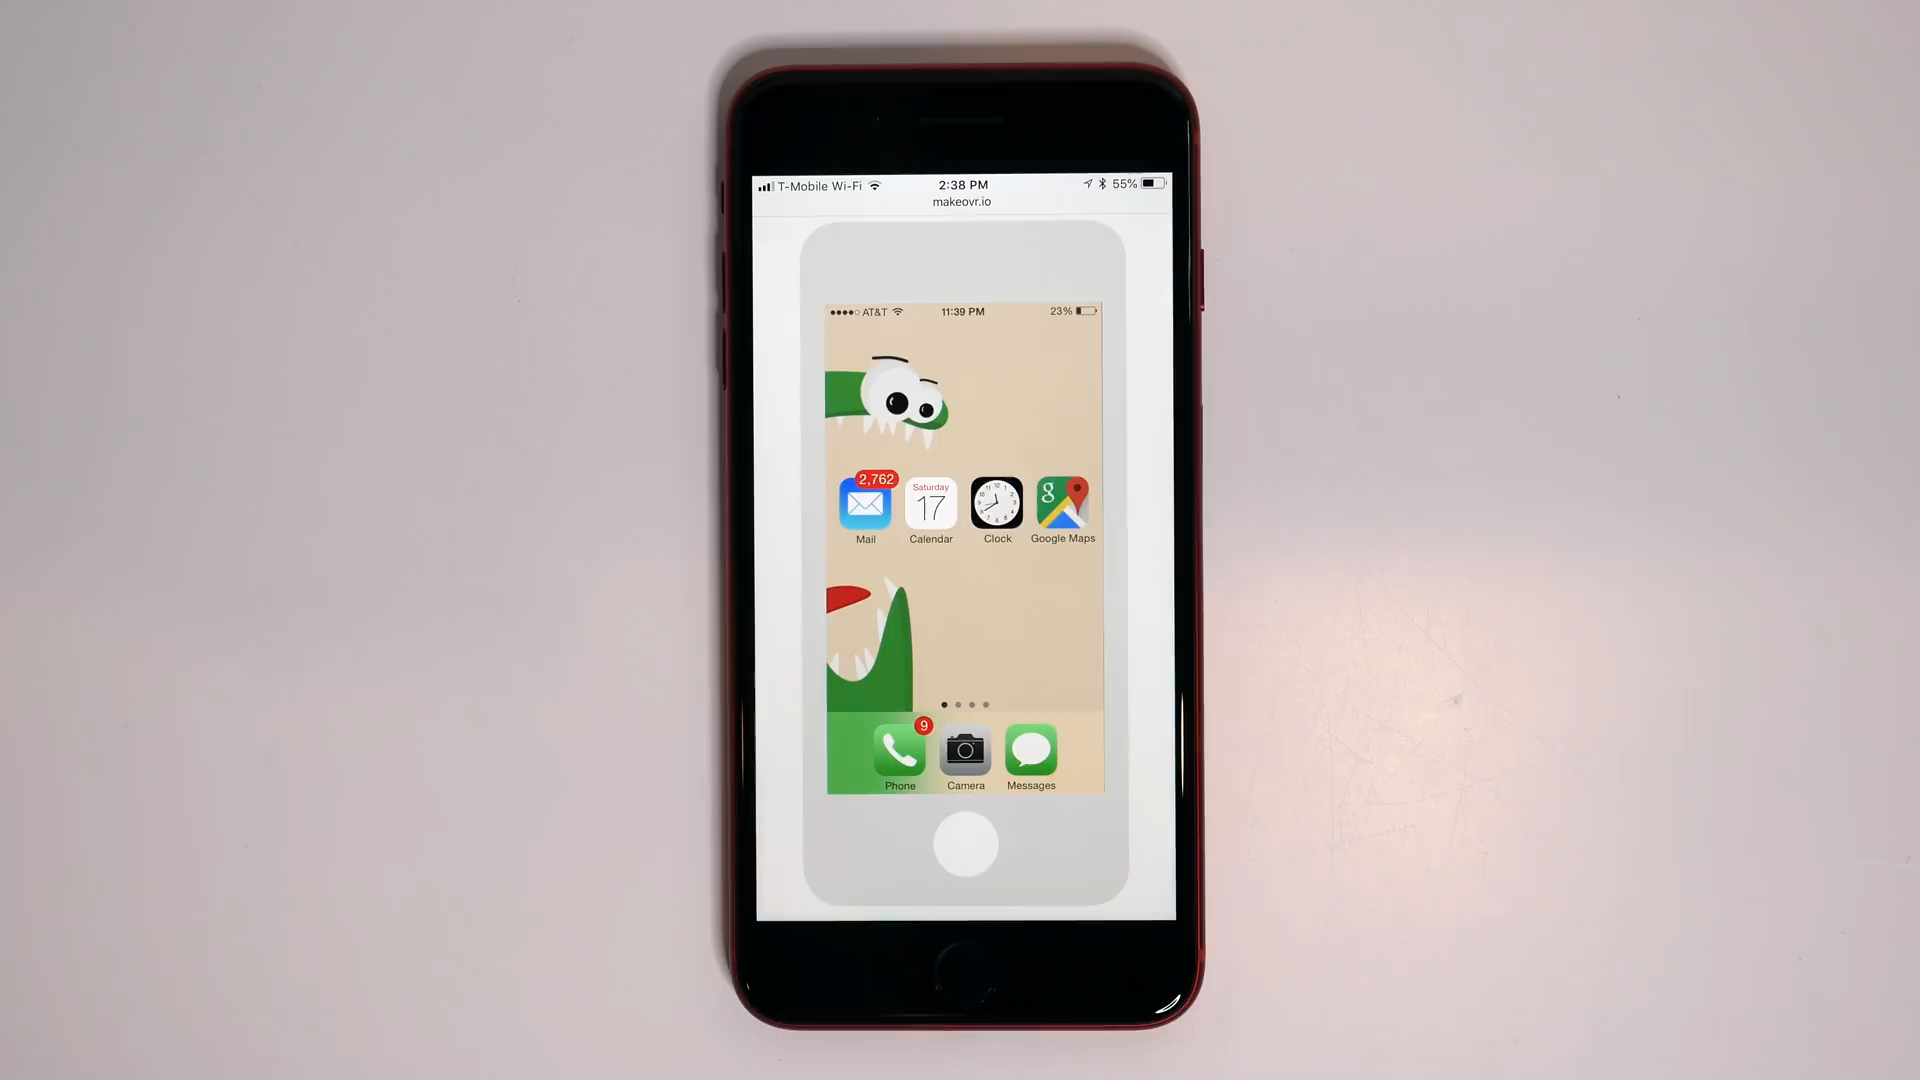 T-Mobile Wi-Fi 2:38 PM 55%
makeovr.io
AT&T 11:39 PM 23%
2,762
Saturday
17
g
Mail Calendar Clock Google Maps
9
Phone Camera Messages